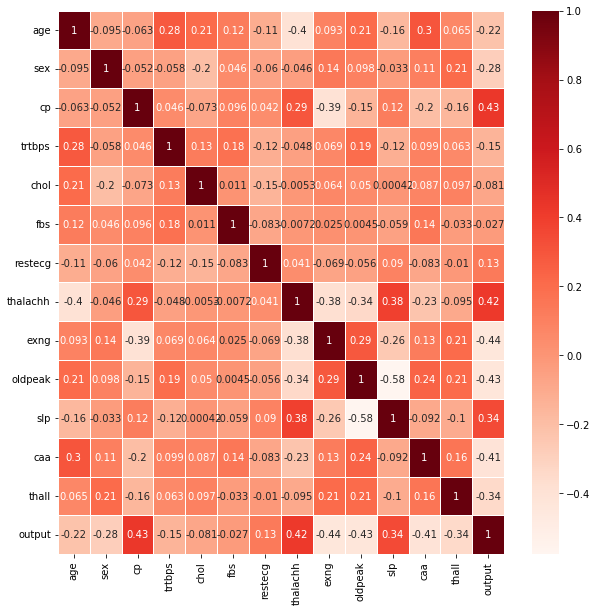 age 1 -0.095 -0.063 0.28 0.21 0.12 -0.11 -0.4 0.093 0.21 -0.16 0.3 0.065 -0.22
sex -0.095 1 -0.052 -0.058 -0.2 0.046 -0.06 -0.046 0.14 0.098 -0.033 0.11 0.21 -0.28
cp -0.063 -0.052 1 0.046 -0.073 0.096 0.042 0.29 -0.39 -0.15 0.12 -0.2 -0.16 0.43
trtbps 0.28 -0.058 0.046 1 0.13 0.18 -0.12 -0.048 0.069 0.19 -0.12 0.099 0.063 -0.15
chol 0.21 -0.2 -0.073 0.13 1 0.011 -0.15 -0.0053 0.064 0.05 0.00042 0.087 0.097 -0.081
fbs 0.12 0.046 0.096 0.18 0.011 1 -0.083 -0.0072 0.025 0.0045 -0.059 0.14 -0.033 -0.027
restecg -0.11 -0.06 0.042 -0.12 -0.15 -0.083 1 0.041 -0.069 -0.056 0.09 -0.083 -0.01 0.13
thalachh -0.4 -0.046 0.29 -0.048 -0.0053 -0.0072 0.041 1 -0.38 -0.34 0.38 -0.23 -0.095 0.42
exng 0.093 0.14 -0.39 0.069 0.064 0.025 -0.069 -0.38 1 0.29 -0.26 0.13 0.21 -0.44
oldpeak 0.21 0.098 -0.15 0.19 0.05 0.0045 -0.056 -0.34 0.29 1 -0.58 0.24 0.21 -0.43
slp -0.16 -0.033 0.12 -0.12 0.00042 -0.059 0.09 0.38 -0.26 -0.58 1 -0.092 -0.1 0.34
caa 0.3 0.11 -0.2 0.099 0.087 0.14 -0.083 -0.23 0.13 0.24 -0.092 1 0.16 -0.41
thall 0.065 0.21 -0.16 0.063 0.097 -0.033 -0.01 -0.095 0.21 0.21 -0.1 0.16 1 -0.34
output -0.22 -0.28 0.43 -0.15 -0.081 -0.027 0.13 0.42 -0.44 -0.43 0.34 -0.41 -0.34 1
age sex cp trtbps chol fbs restecg thalachh exng oldpeak slp caa thall output
1.0
0.8
0.6
0.4
0.2
0.0
−0.2
−0.4